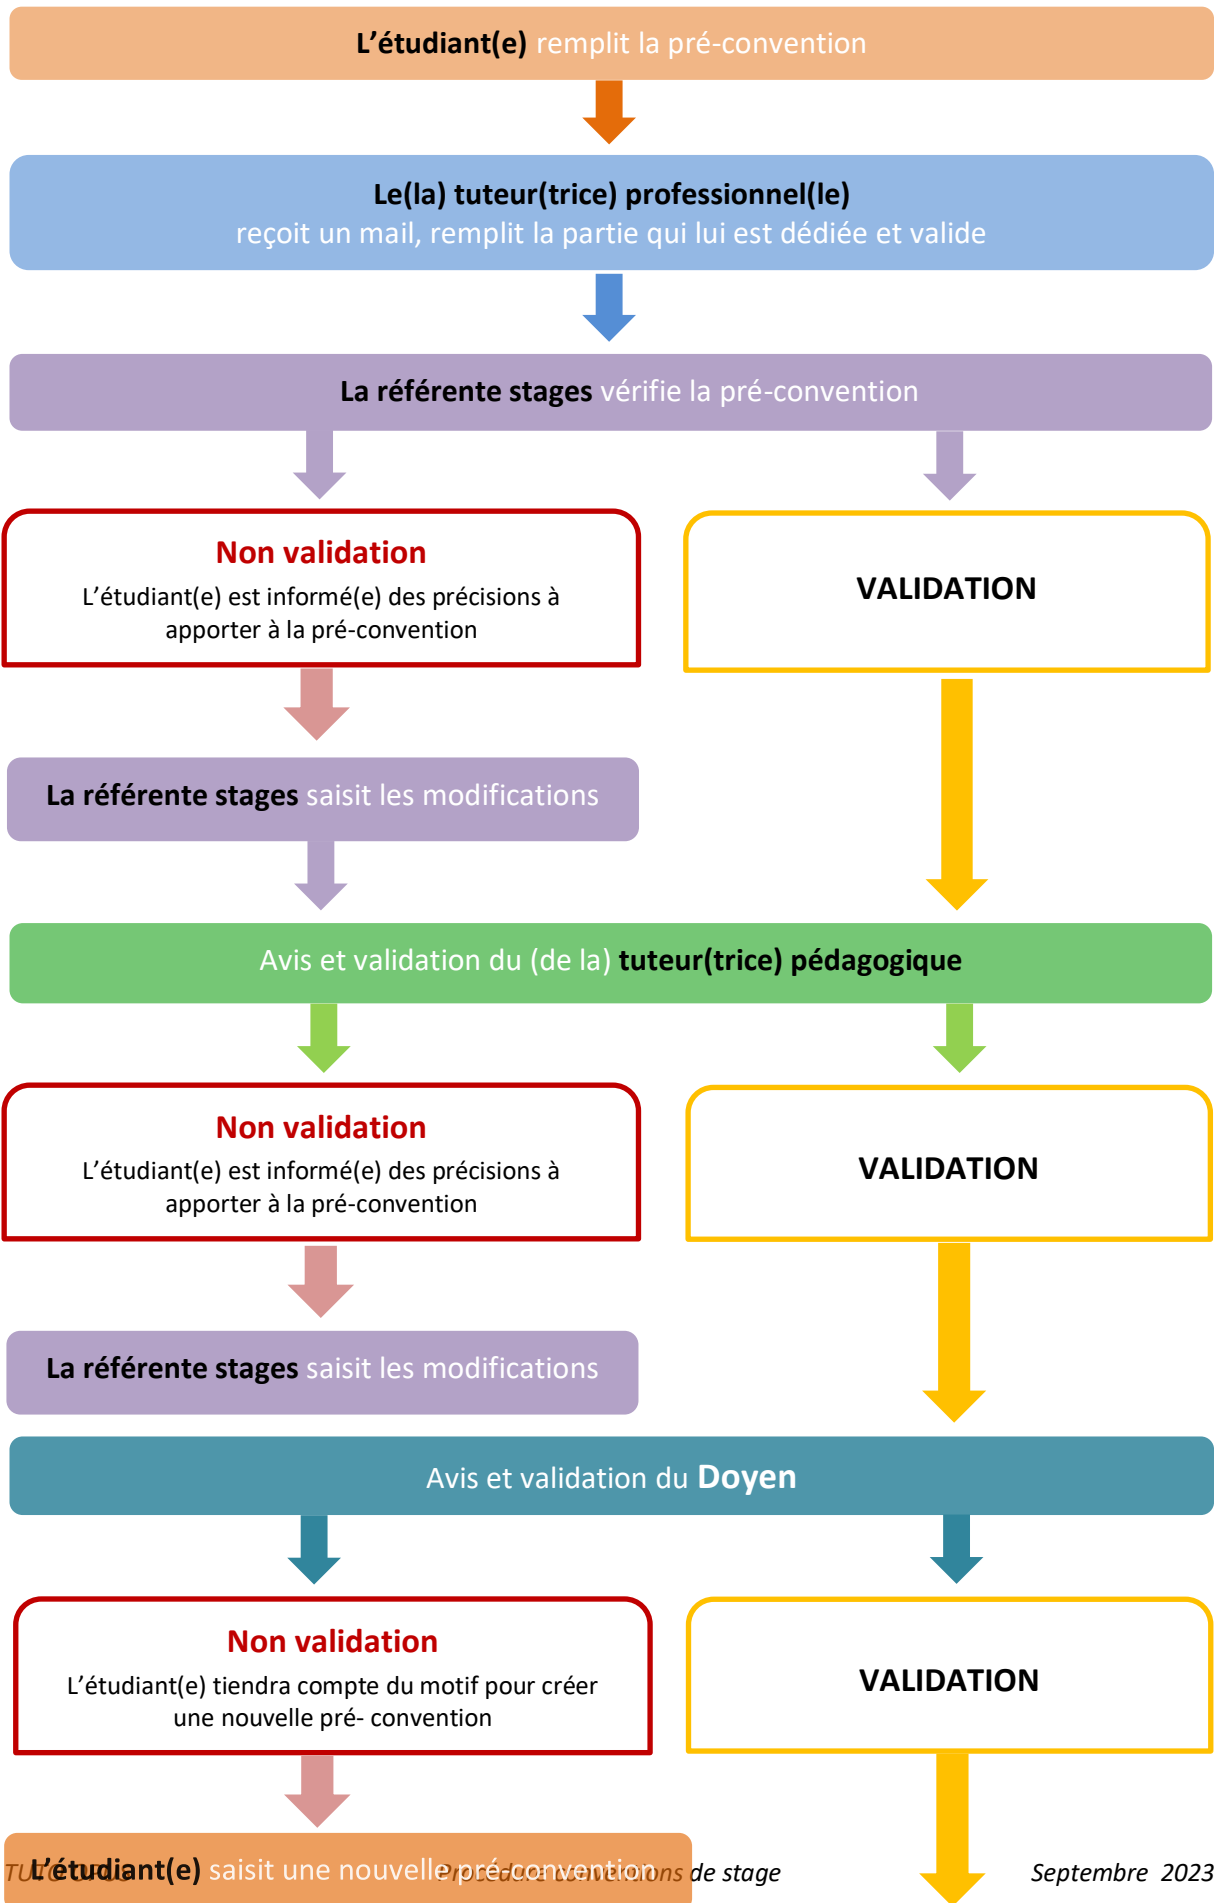 L'étudiant(e) remplit la pré-convention
Le(la) tuteur(trice) professionnel(le)
reçoit un mail, remplit la partie qui lui est dédiée et valide
La référente stages vérifie la pré-convention
Non validation
L'étudiant(e) est informé(e) des précisions à
apporter à la pré-convention
VALIDATION
La référente stages saisit les modifications
Avis et validation du (de la) tuteur(trice) pédagogique
Non validation
L'étudiant(e) est informé(e) des précisions à
apporter à la pré-convention
VALIDATION
La référente stages saisit les modifications
Avis et validation du Doyen
Non validation
L'étudiant(e) tiendra compte du motif pour créer
une nouvelle pré- convention
VALIDATION
L'étudiant(e) saisit une nouvelle pré-convention
Procédure conventions de stage
Septembre 2023